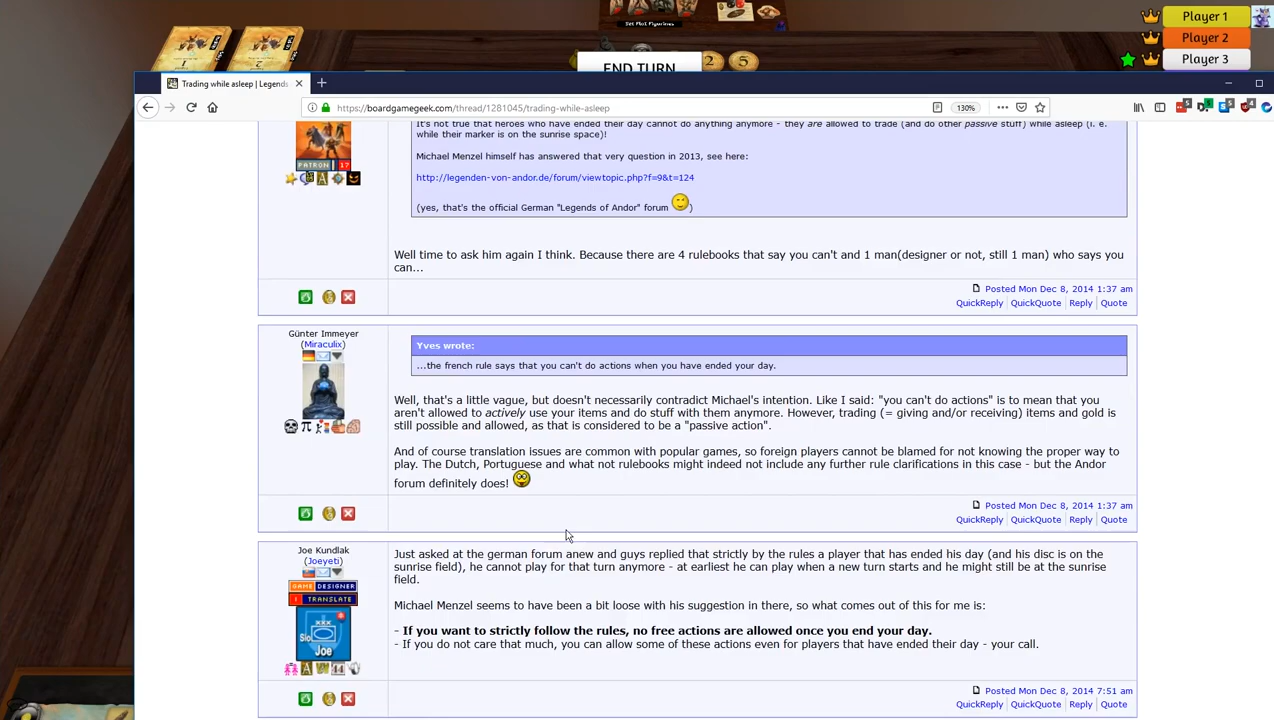 Set Plot Figurines
1
2
END TURN
2 5
Player 1
Player 2
Player 3
Trading while asleep | Legends
https://boardgamegeek.com/thread/1281045/trading-while-asleep
130%
It's not true that heroes who have ended their day cannot do anything anymore - they are allowed to trade (and do other passive stuff) while asleep (i. e.
while their marker is on the sunrise space)!
Michael Menzel himself has answered that very question in 2013, see here:
http://legenden-von-andor.de/forum/viewtopic.php?f=9&t=124
(yes, that's the official German "Legends of Andor" forum )
PATRON 17
Well time to ask him again I think. Because there are 4 rulebooks that say you can't and 1 man(designer or not, still 1 man) who says you
can...
Posted Mon Dec 8, 2014 1:37 am
QuickReply QuickQuote Reply Quote
Günter Immeyer
(Miraculix)
Yves wrote:
...the french rule says that you can't do actions when you have ended your day.
Well, that's a little vague, but doesn't necessarily contradict Michael's intention. Like I said: "you can't do actions" is to mean that you
aren't allowed to actively use your items and do stuff with them anymore. However, trading (= giving and/or receiving) items and gold is
still possible and allowed, as that is considered to be a "passive action".
And of course translation issues are common with popular games, so foreign players cannot be blamed for not knowing the proper way to
play. The Dutch, Portuguese and what not rulebooks might indeed not include any further rule clarifications in this case - but the Andor
forum definitely does!
Posted Mon Dec 8, 2014 1:37 am
QuickReply QuickQuote Reply Quote
Joe Kundlak
(Joeyeti)
GAME DESIGNER
I TRANSLATE
XXX
Slo
Joe
Just asked at the german forum anew and guys replied that strictly by the rules a player that has ended his day (and his disc is on the
sunrise field), he cannot play for that turn anymore - at earliest he can play when a new turn starts and he might still be at the sunrise
field.
Michael Menzel seems to have been a bit loose with his suggestion in there, so what comes out of this for me is:
- If you want to strictly follow the rules, no free actions are allowed once you end your day.
- If you do not care that much, you can allow some of these actions even for players that have ended their day - your call.
Posted Mon Dec 8, 2014 7:51 am
QuickReply QuickQuote Reply Quote